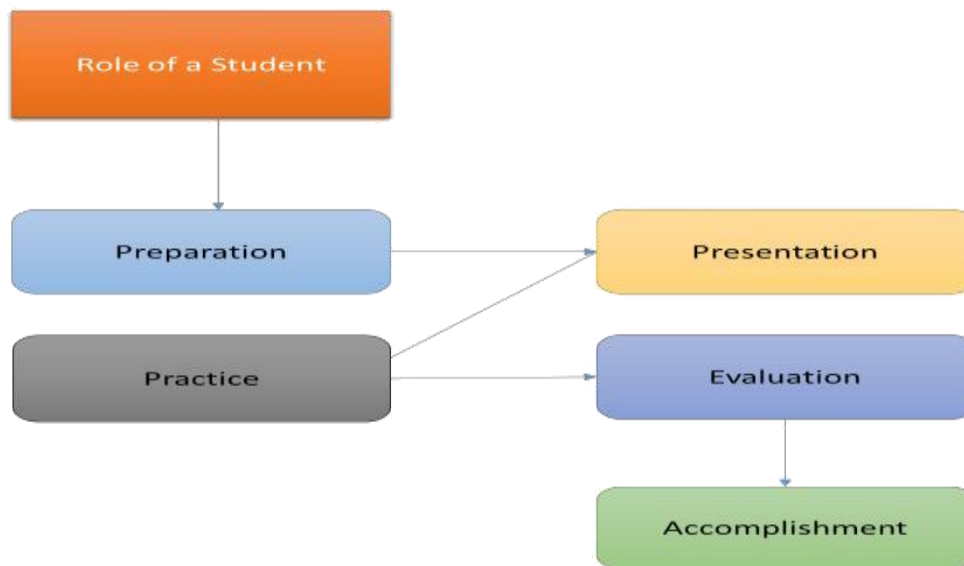 Role of a Student
Preparation
Presentation
Practice
Evaluation
Accomplishment